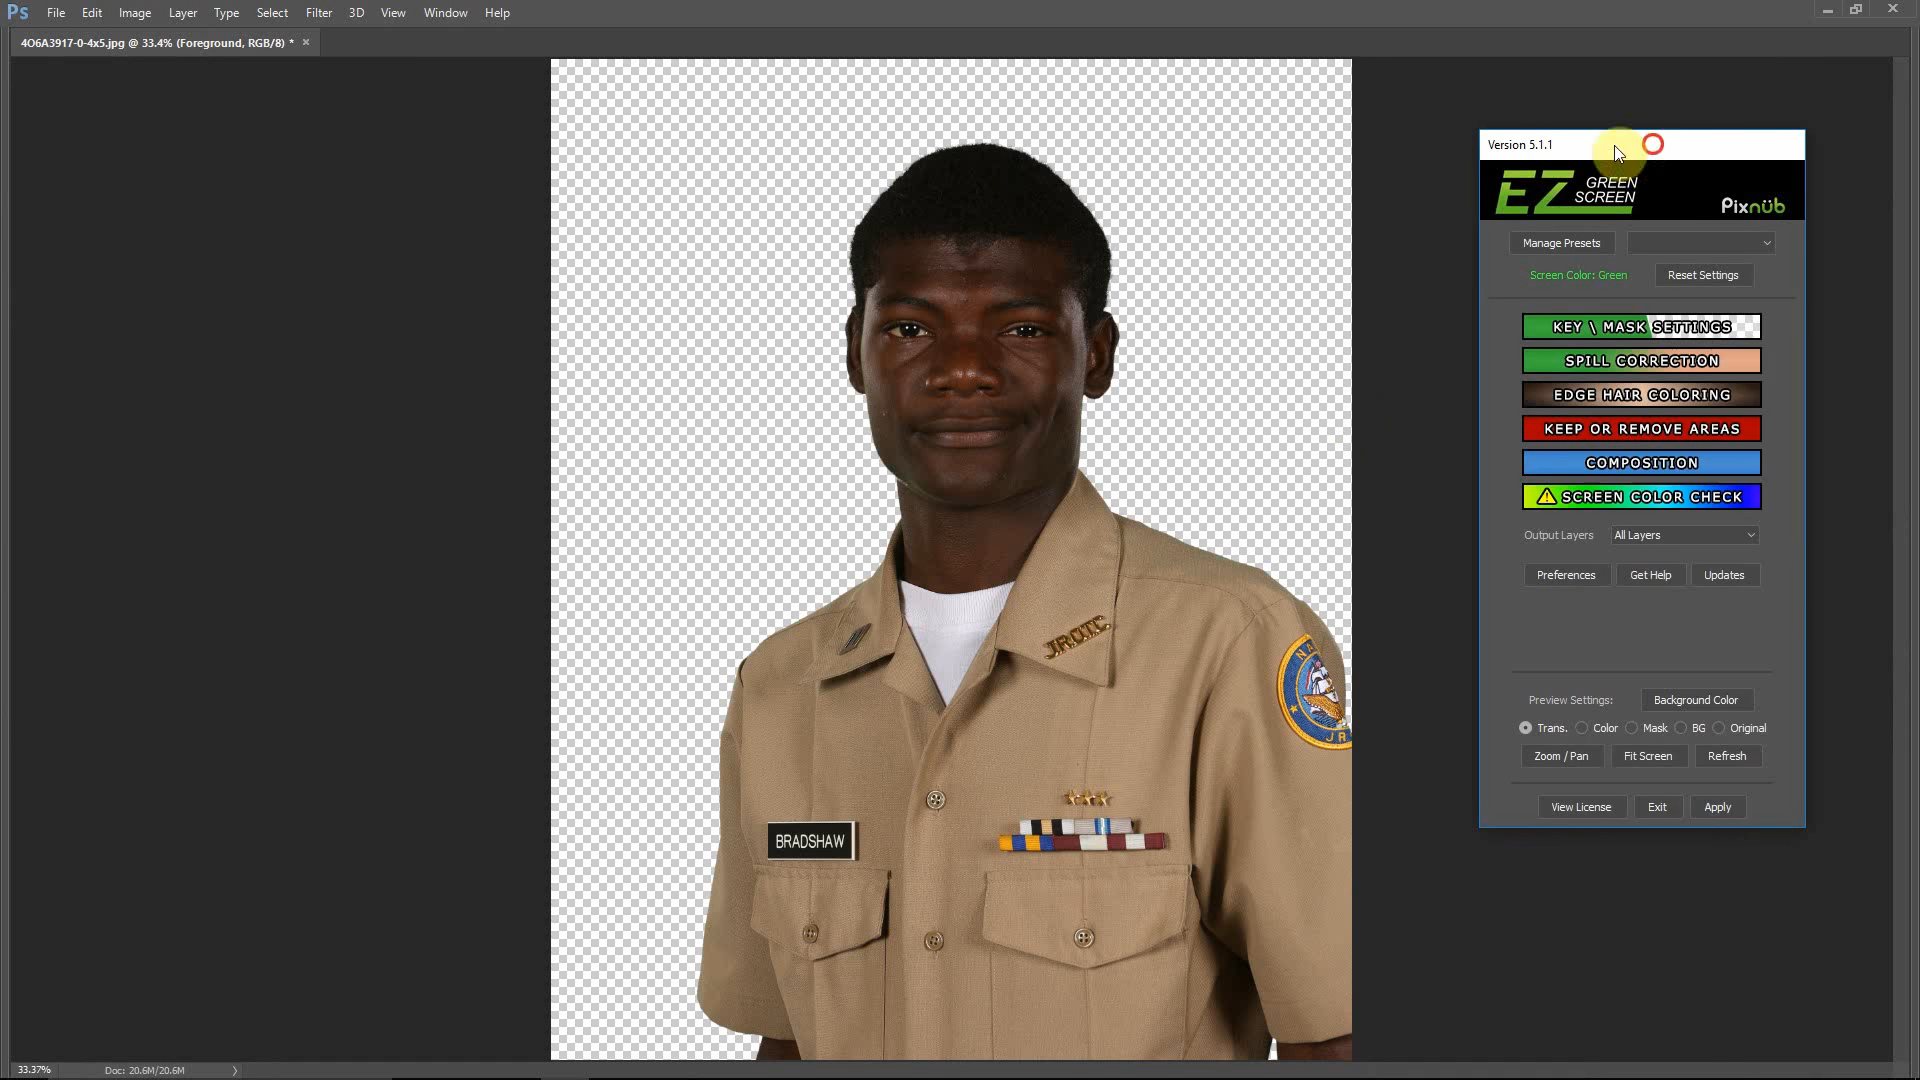 Ps File Edit Image Layer Type Select Filter 3D View Window Help
4O6A3917-0-4x5.jpg @ 33.4% (Foreground, RGB/8) * ×
Version 5.1.1
EZ GREEN SCREEN Pixnüb
Manage Presets
Screen Color: Green Reset Settings
KEY \ MASK SETTINGS
SPILL CORRECTION
EDGE HAIR COLORING
KEEP OR REMOVE AREAS
COMPOSITION
SCREEN COLOR CHECK
Output Layers All Layers
Preferences Get Help Updates
Preview Settings: Background Color
Trans. Color Mask BG Original
Zoom / Pan Fit Screen Refresh
View License Exit Apply
JROTC
NA
JR
BRADSHAW
33.37% Doc: 20.6M/20.6M